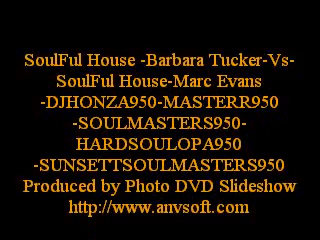 SoulFul House -Barbara Tucker-Vs-
SoulFul House-Marc Evans
-DJHONZA950-MASTERR950
-SOULMASTERS950-
HARDSOULOPA950
-SUNSETTSOULMASTERS950
Produced by Photo DVD Slideshow
http://www.anvsoft.com